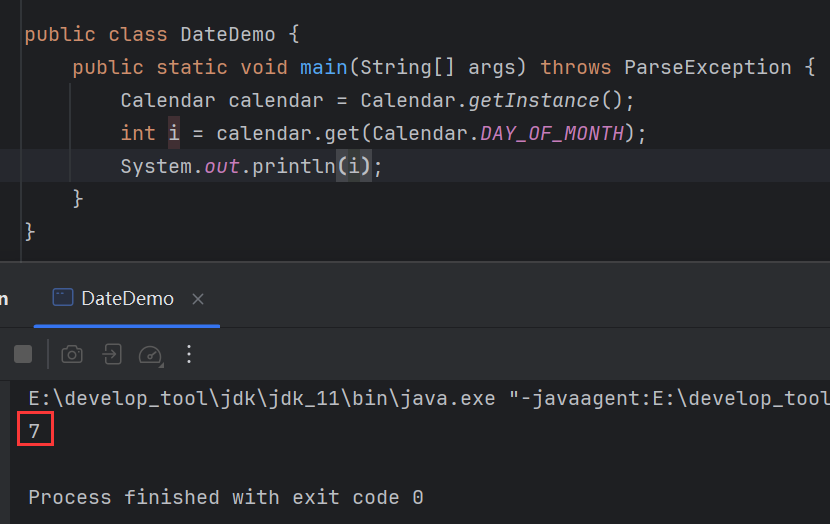 public class DateDemo {
    public static void main(String[] args) throws ParseException {
        Calendar calendar = Calendar.getInstance();
        int i = calendar.get(Calendar.DAY_OF_MONTH);
        System.out.println(i);
    }
}
n DateDemo ×
E:\develop_tool\jdk\jdk_11\bin\java.exe "-javaagent:E:\develop_tool
7
Process finished with exit code 0